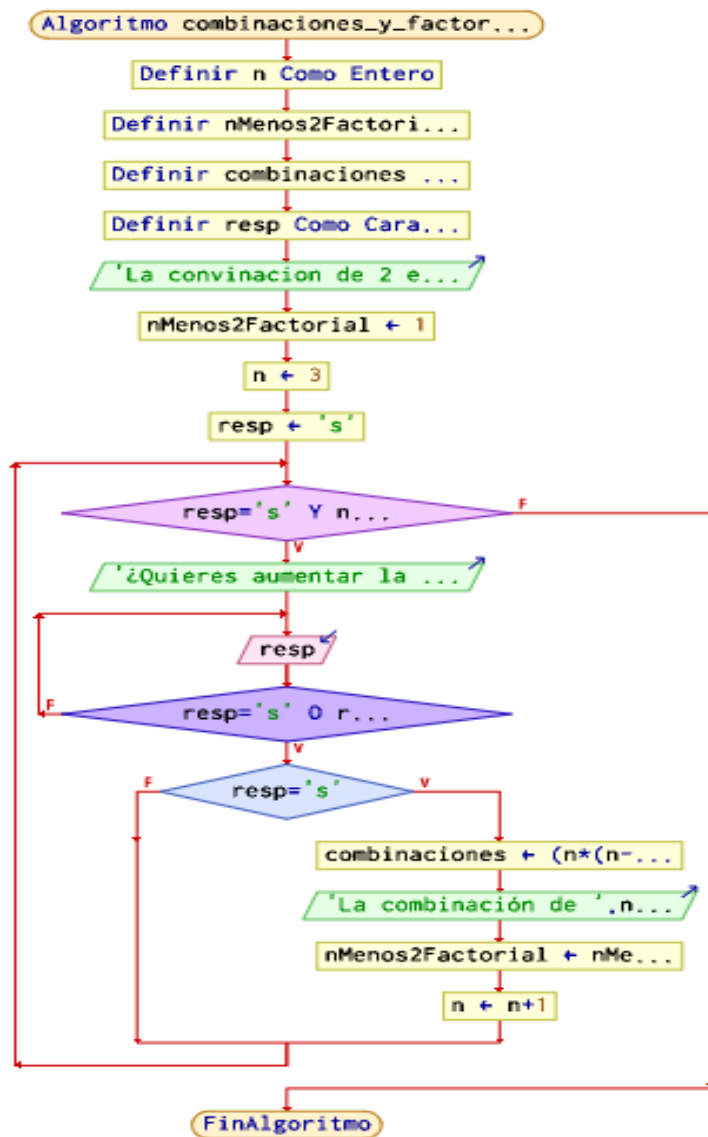 Algoritmo combinaciones_y_factor...
Definir n Como Entero
Definir nMenos2Factori...
Definir combinaciones ...
Definir resp Como Cara...
'La convinacion de 2 e...
nMenos2Factorial ← 1
n ← 3
resp ← 's'
resp='s' Y n...
F
V
'¿Quieres aumentar la ...
resp
resp='s' O r...
F
V
resp='s'
F
V
combinaciones ← (n*(n-...
'La combinación de ',n...
nMenos2Factorial ← nMe...
n ← n+1
FinAlgoritmo